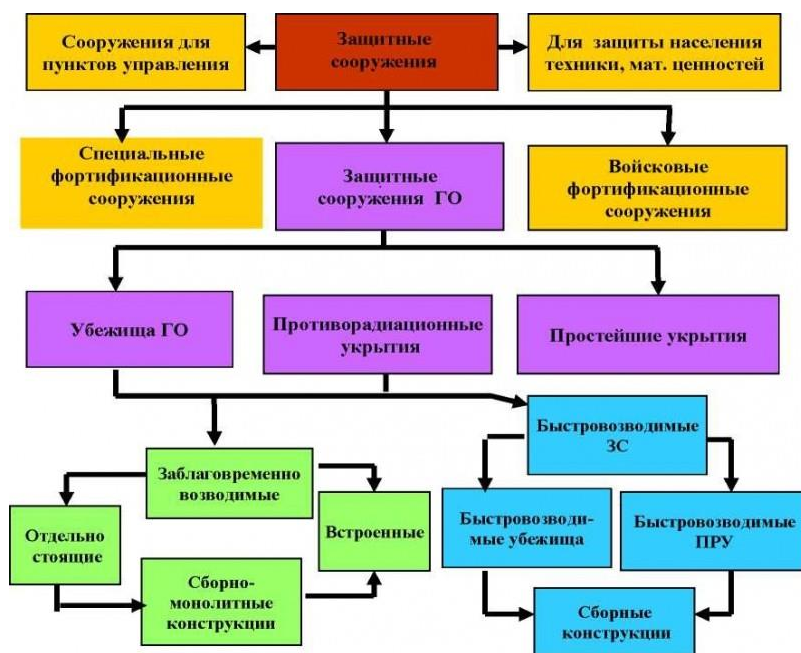 Сооружения для
пунктов управления
Защитные
сооружения
Для защиты населения
техники, мат. ценностей
Специальные
фортификационные
сооружения
Защитные
сооружения ГО
Войсковые
фортификационные
сооружения
Убежища ГО
Противорадиационные
укрытия
Простейшие укрытия
Быстровозводимые
ЗС
Заблаговременно
возводимые
Отдельно
стоящие
Встроенные
Быстровозводи-
мые убежища
Быстровозводимые
ПРУ
Сборно-
монолитные
конструкции
Сборные
конструкции